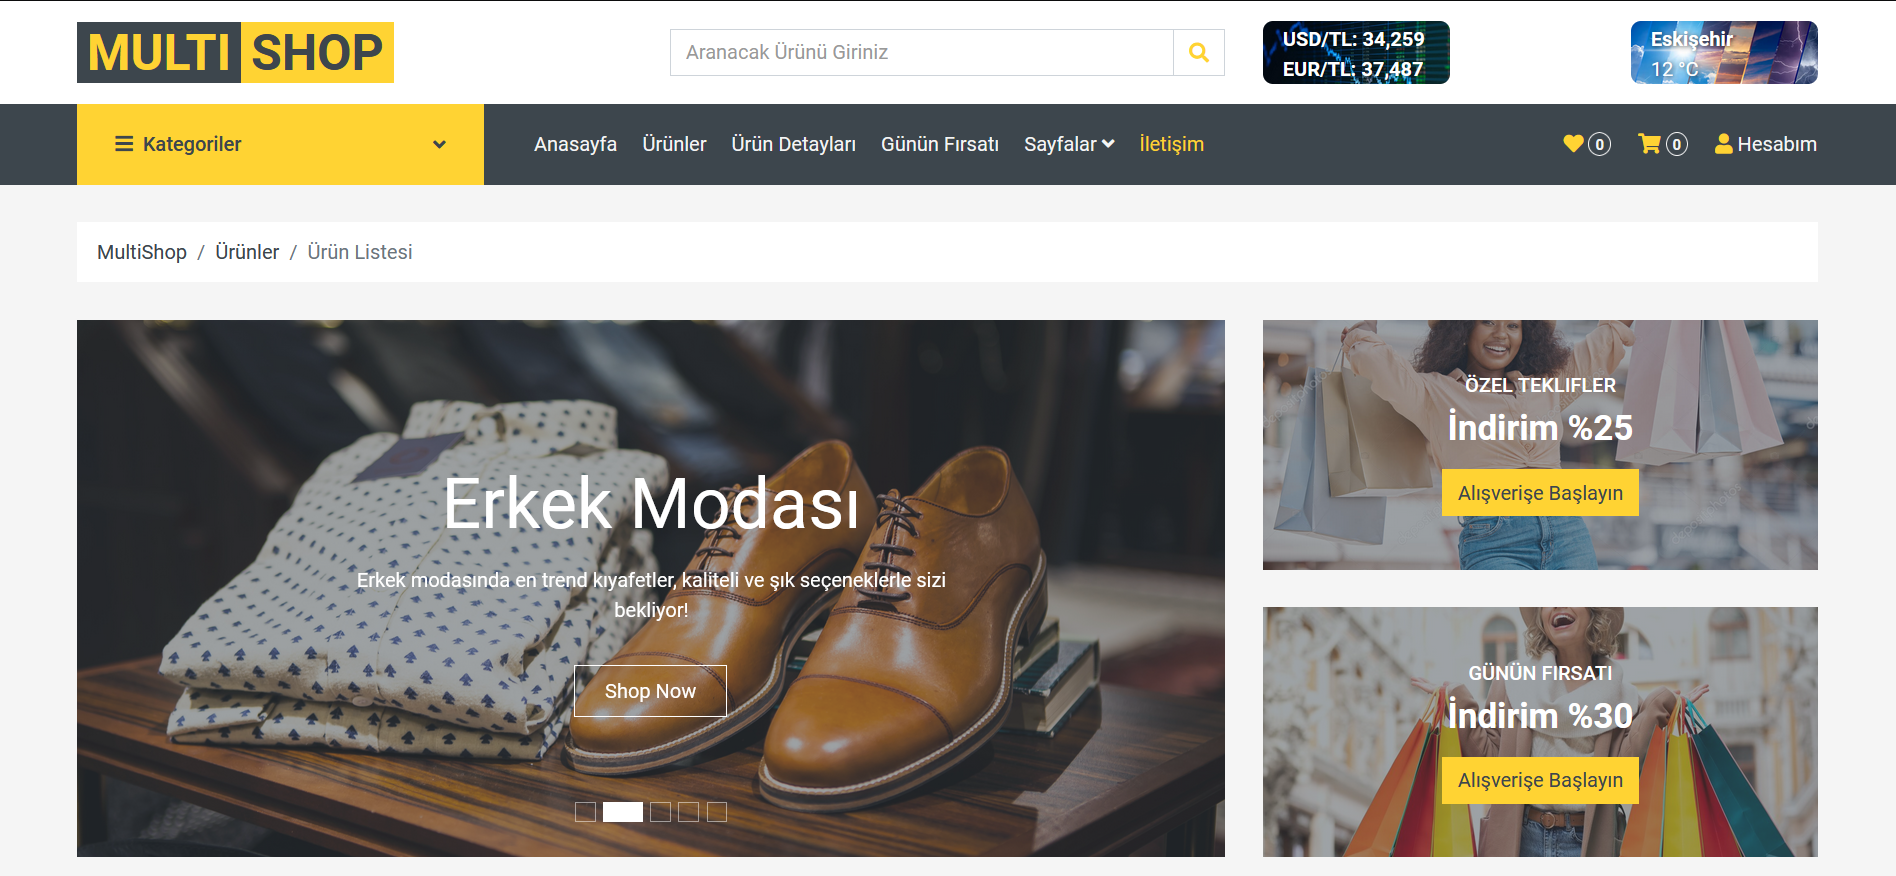 MULTI SHOP
Aranacak Ürünü Giriniz
USD/TL: 34,259
EUR/TL: 37,487
Eskişehir
12 °C
Kategoriler
Anasayfa Ürünler Ürün Detayları Günün Fırsatı Sayfalar İletişim
0 0 Hesabım
MultiShop / Ürünler / Ürün Listesi
Erkek Modası
Erkek modasında en trend kıyafetler, kaliteli ve şık seçeneklerle sizi
bekliyor!
Shop Now
ÖZEL TEKLIFLER
İndirim %25
Alışverişe Başlayın
GÜNÜN FIRSATI
İndirim %30
Alışverişe Başlayın